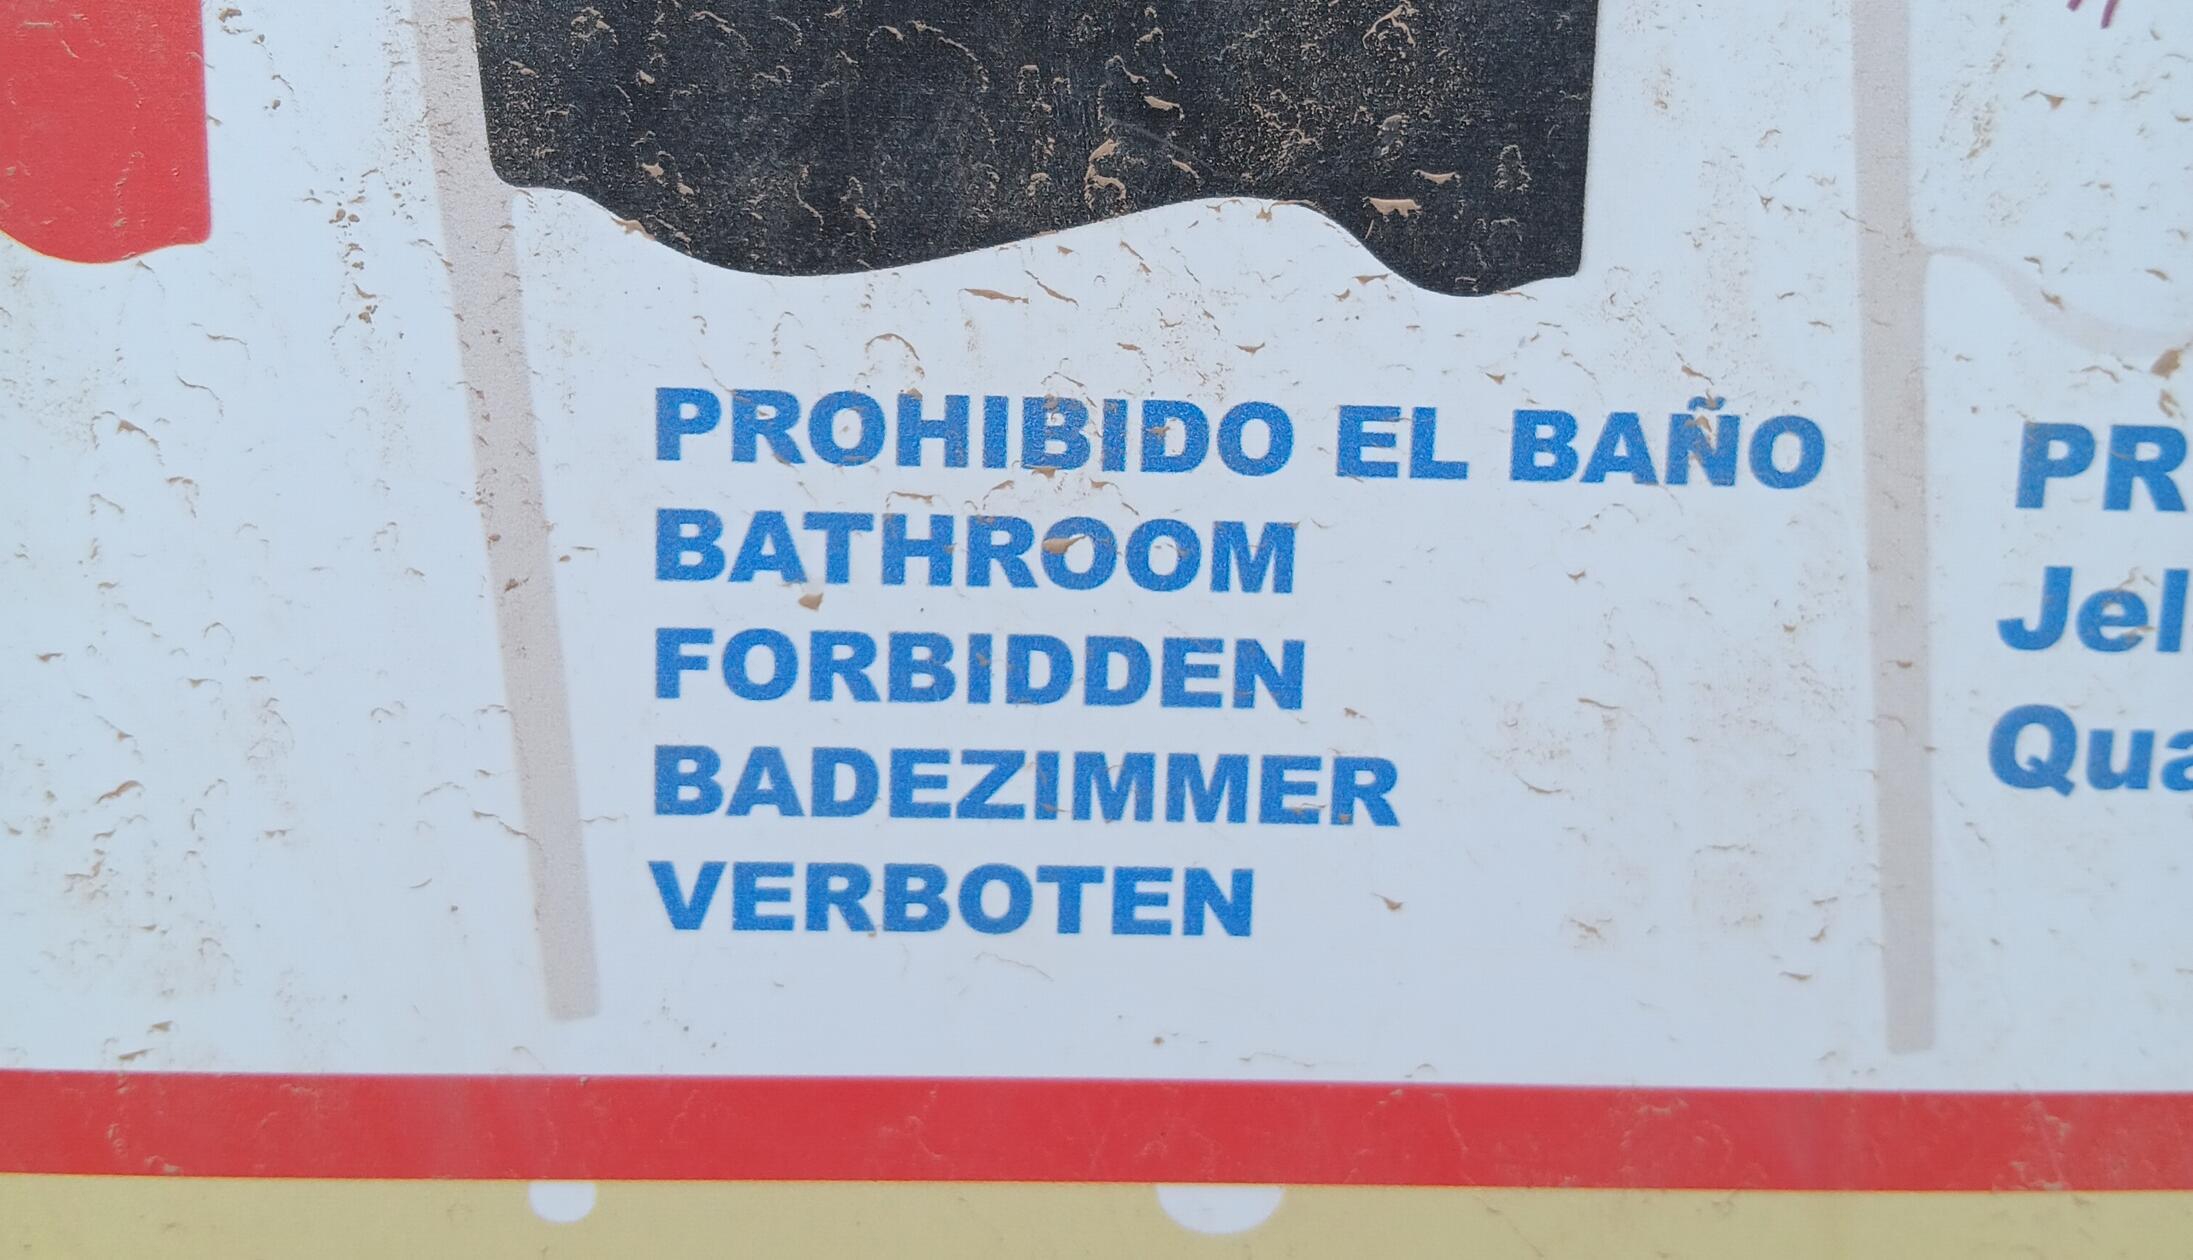 PROHIBIDO EL BAÑO
BATHROOM
FORBIDDEN
BADEZIMMER
VERBOTEN
PR
Jel
Qua